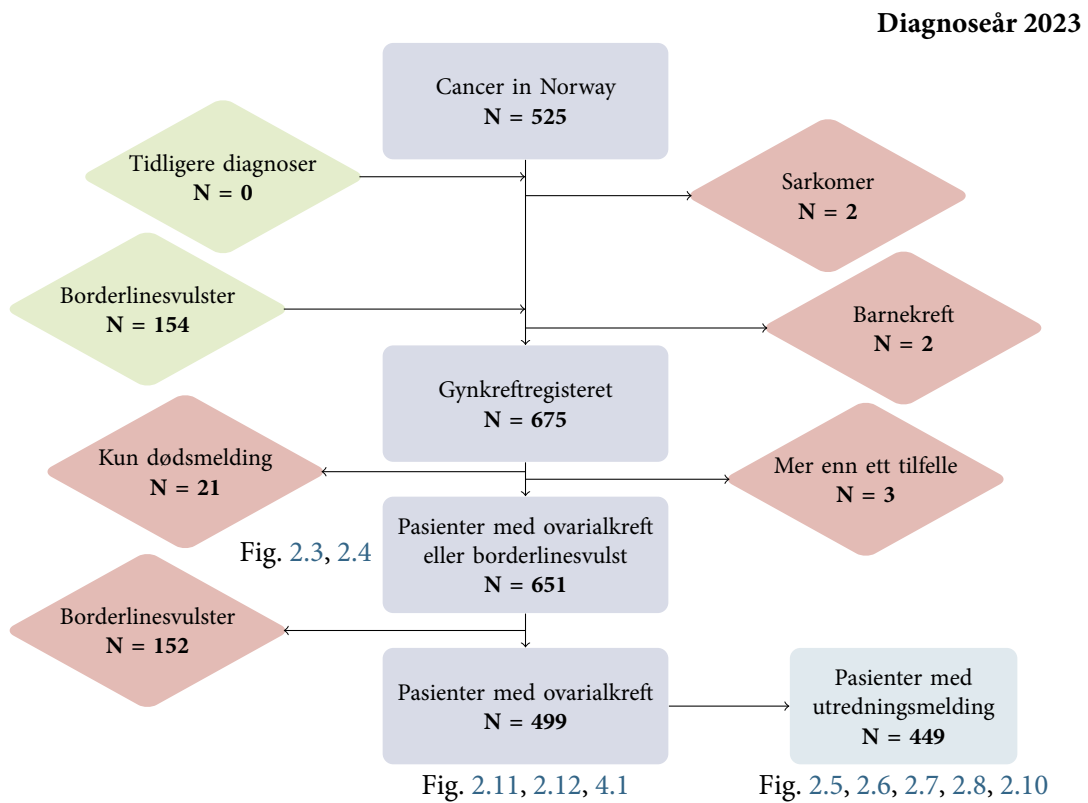 Diagnoseår 2023
Cancer in Norway
N = 525
Tidligere diagnoser
N = 0
Sarkomer
N = 2
Borderlinesvulster
N = 154
Barnekreft
N = 2
Gynkreftregisteret
N = 675
Kun dødsmelding
N = 21
Mer enn ett tilfelle
N = 3
Pasienter med ovarialkreft
eller borderlinesvulst
N = 651
Fig. 2.3, 2.4
Borderlinesvulster
N = 152
Pasienter med ovarialkreft
N = 499
Pasienter med
utredningsmelding
N = 449
Fig. 2.11, 2.12, 4.1
Fig. 2.5, 2.6, 2.7, 2.8, 2.10